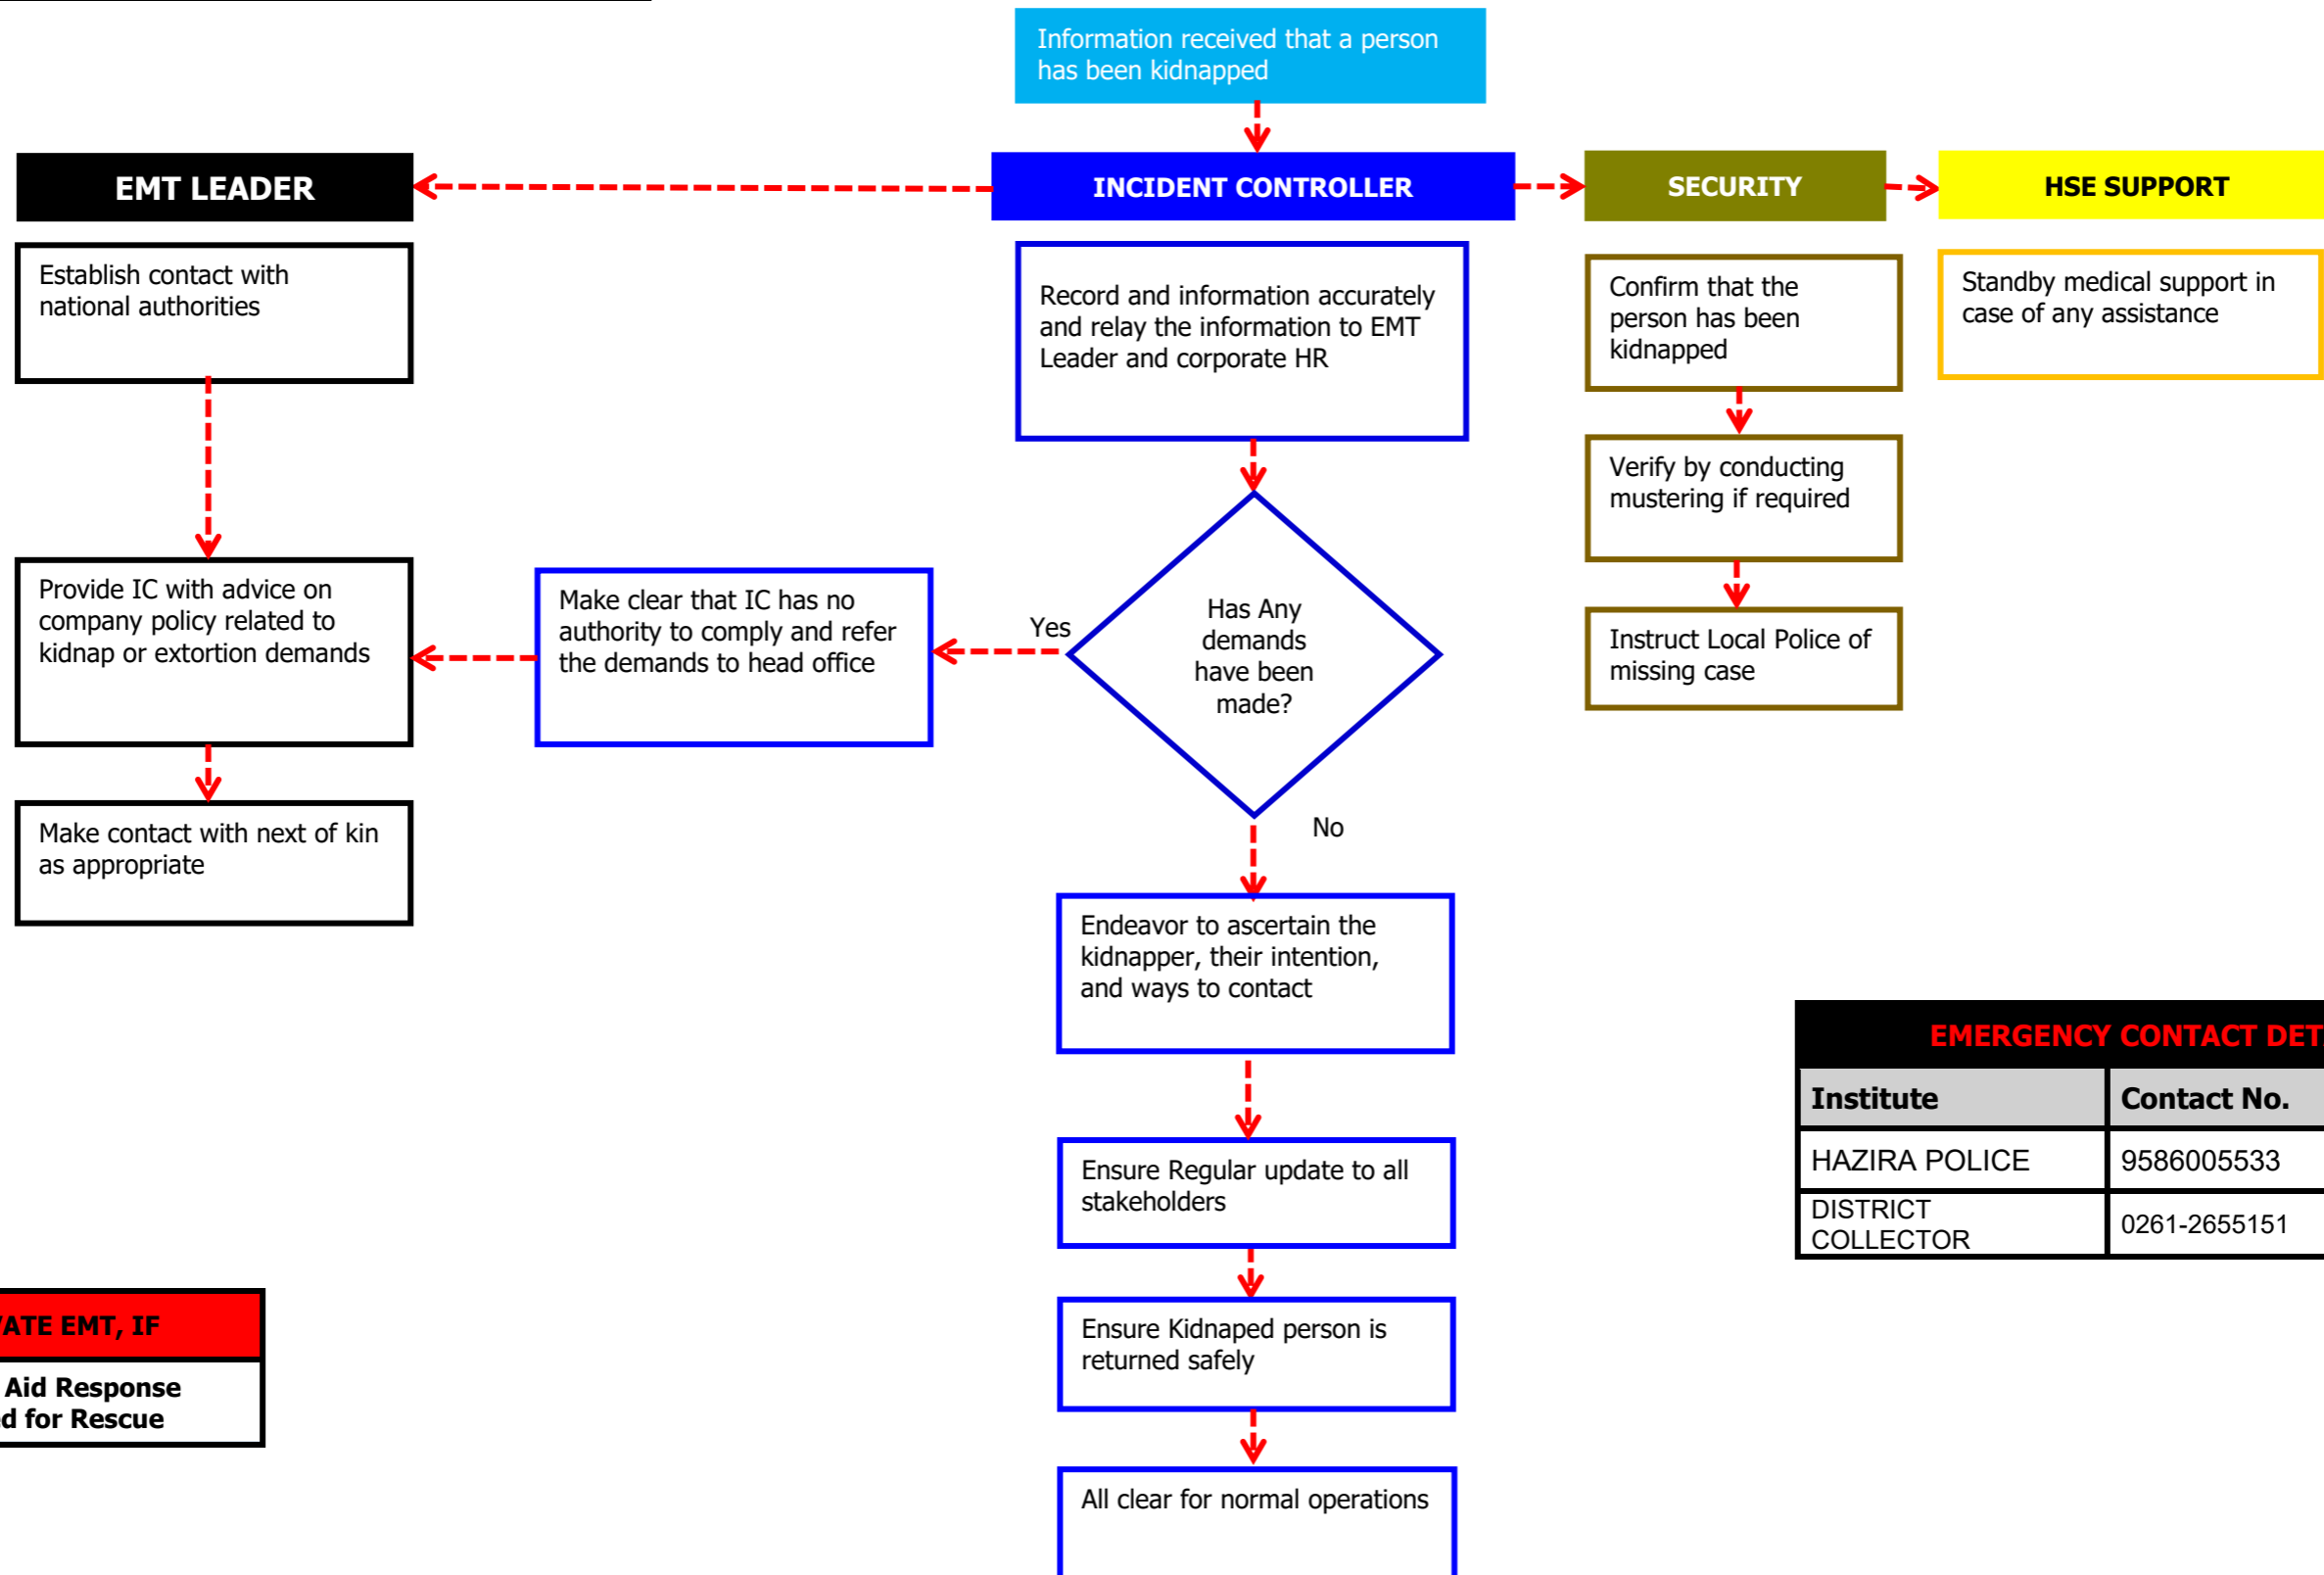 Information received that a person
has been kidnapped
EMT LEADER
INCIDENT CONTROLLER
SECURITY
HSE SUPPORT
Establish contact with
national authorities
Record and information accurately
and relay the information to EMT
Leader and corporate HR
Confirm that the
person has been
kidnapped
Standby medical support in
case of any assistance
Verify by conducting
mustering if required
Provide IC with advice on
company policy related to
kidnap or extortion demands
Make clear that IC has no
authority to comply and refer
the demands to head office
Yes
Has Any
demands
have been
made?
Instruct Local Police of
missing case
No
Make contact with next of kin
as appropriate
Endeavor to ascertain the
kidnapper, their intention,
and ways to contact
EMERGENCY CONTACT
Institute Contact No.
HAZIRA POLICE 9586005533
DISTRICT
COLLECTOR 0261-2655151
Ensure Regular update to all
stakeholders
Ensure Kidnaped person is
returned safely
EMT, IF
Aid Response
for Rescue
All clear for normal operations